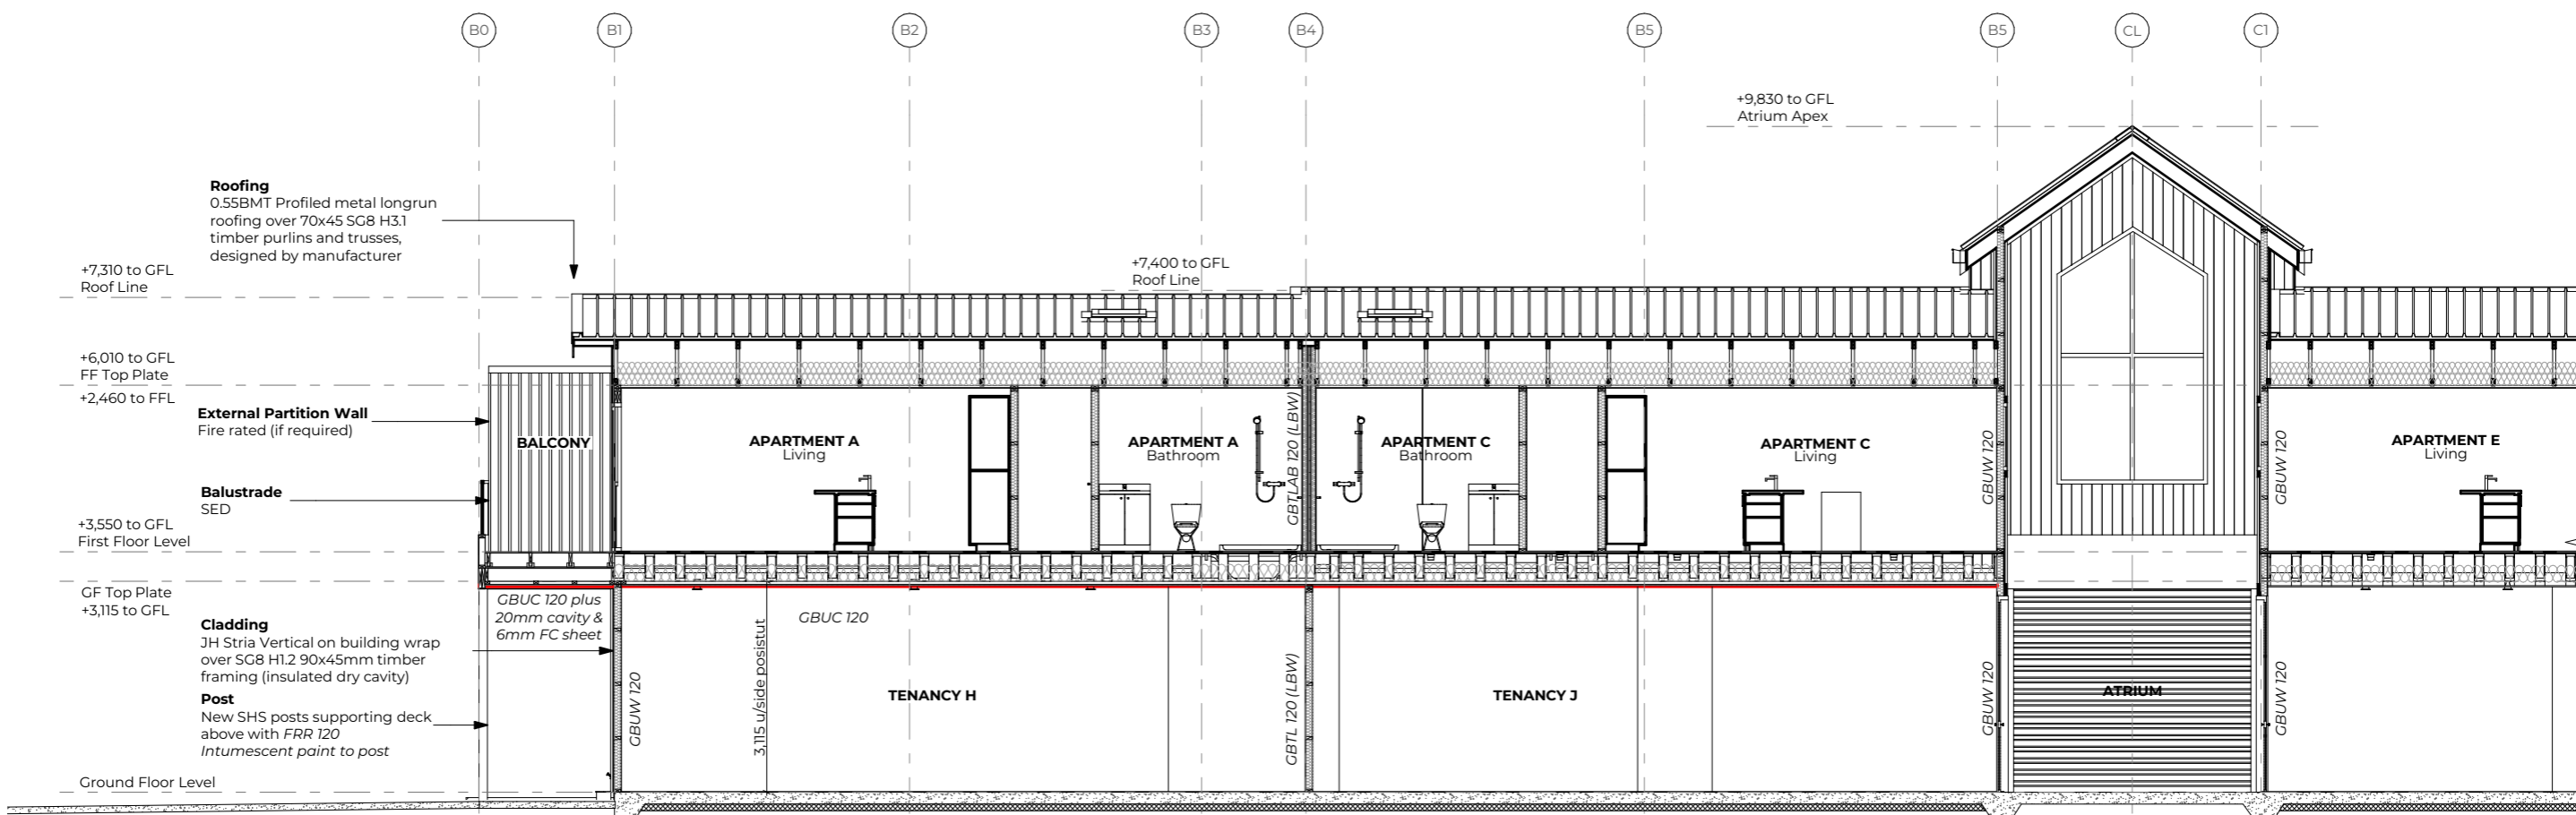 B0
B1
B2
B3
B4
B5
B5
CL
C1
+9,830 to GFL
Atrium Apex
Roofing
0.55BMT Profiled metal longrun
roofing over 70x45 SG8 H3.1
timber purlins and trusses,
designed by manufacturer
+7,310 to GFL
Roof Line
+7,400 to GFL
Roof Line
+6,010 to GFL
FF Top Plate
+2,460 to FFL
External Partition Wall
Fire rated (if required)
Balustrade
SED
+3,550 to GFL
First Floor Level
BALCONY
APARTMENT A
Living
APARTMENT A
Bathroom
GBTLAB 120 (LBW)
APARTMENT C
Bathroom
APARTMENT C
Living
GBUW 120
GBUW 120
APARTMENT E
Living
GF Top Plate
+3,115 to GFL
Cladding
JH Stria Vertical on building wrap
over SG8 H1.2 90x45mm timber
framing (insulated dry cavity)
Post
New SHS posts supporting deck
above with FRR 120
Intumescent paint to post
Ground Floor Level
GBUC 120 plus
20mm cavity &
6mm FC sheet
GBUW 120
3,115 u/side posistut
GBUC 120
TENANCY H
GBTL 120 (LBW)
TENANCY J
GBUW 120
ATRIUM
GBUW 120